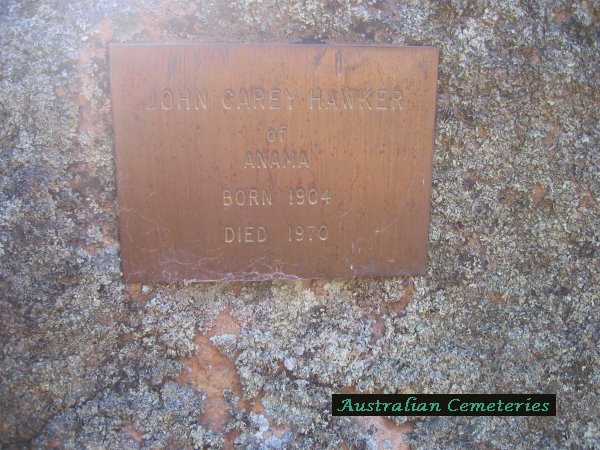 JOHN CAREY HAWKER
of
ANAMA
BORN 1904
DIED 1970
Australian Cemeteries